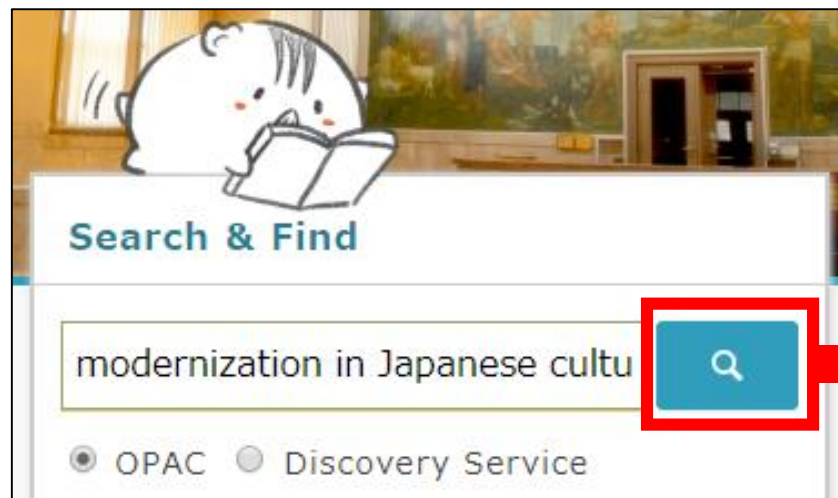 Search & Find
modernization in Japanese cultu
OPAC Discovery Service